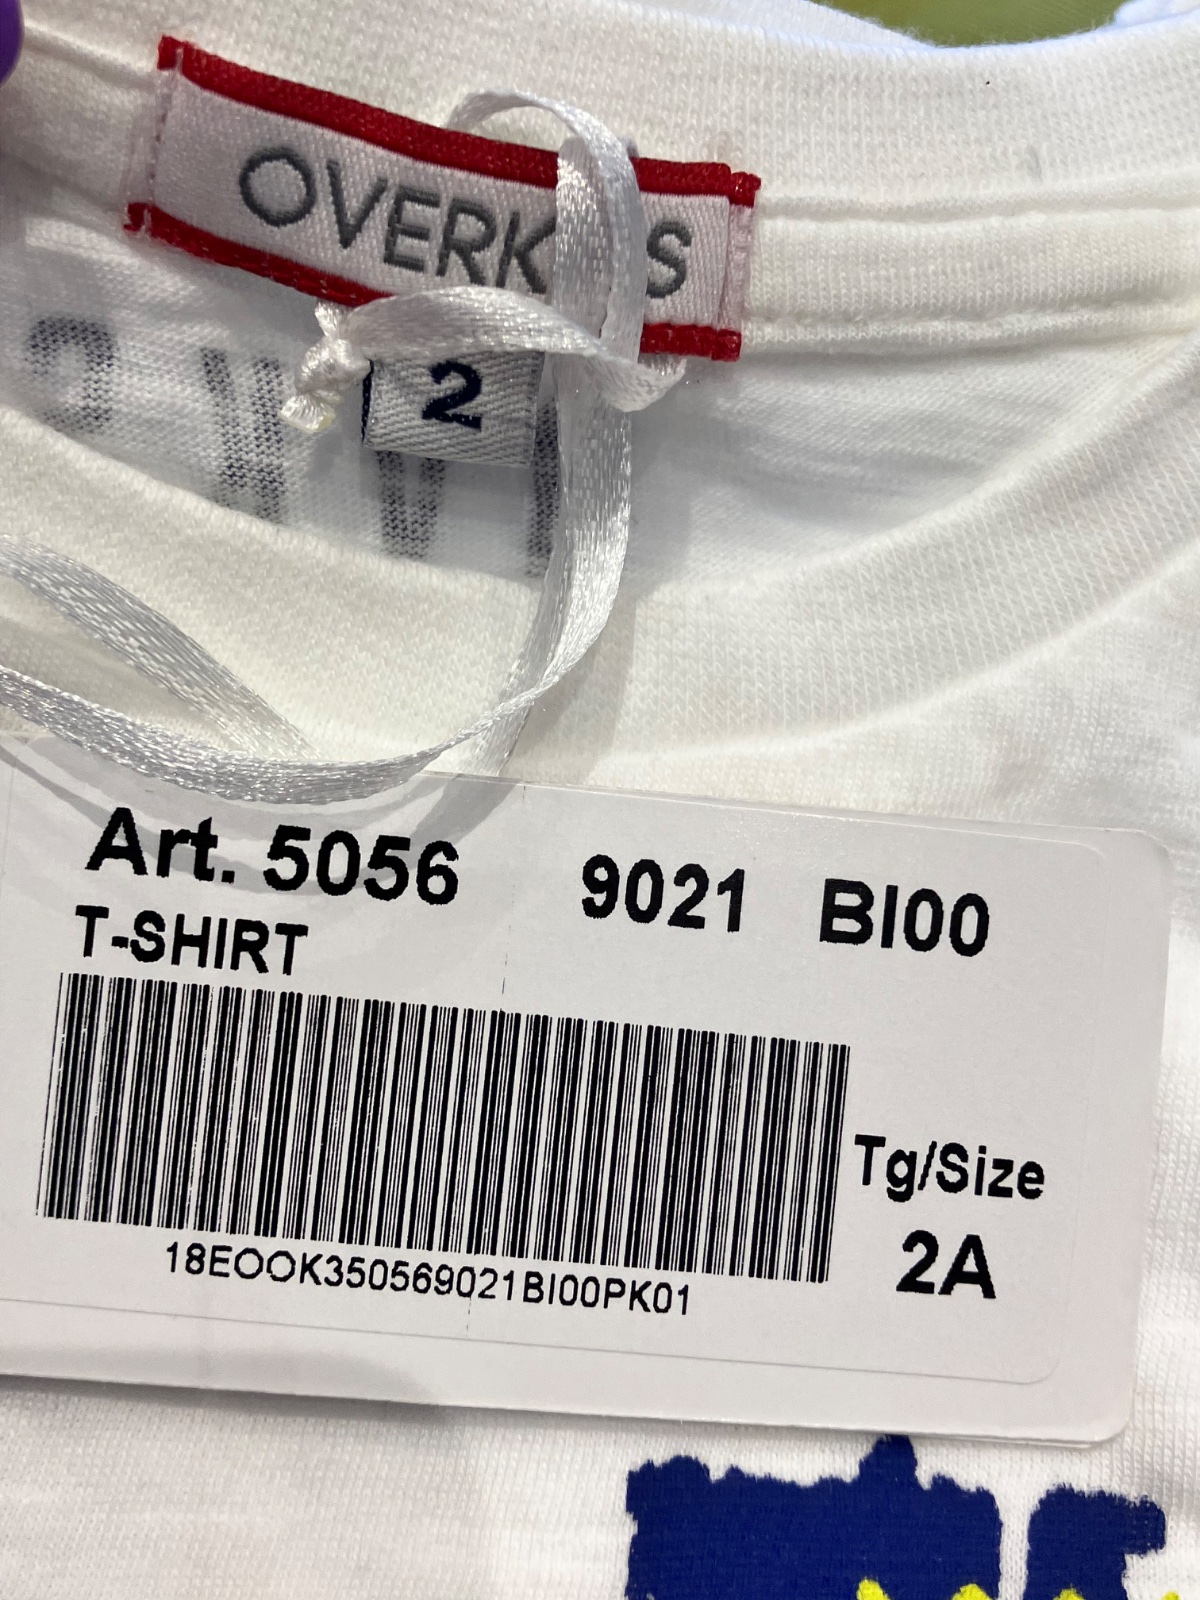 2
Art. 5056 9021 BI00
T-SHIRT
Tg/Size
2A
18EOOK350569021BI00PK01